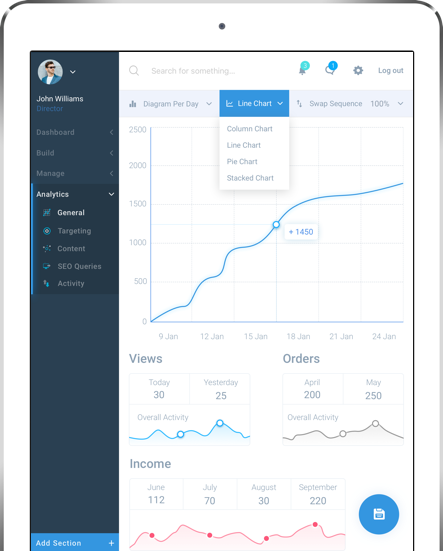 Search for something...
3
1
Log out
John Williams
Director
Dashboard
Build
Manage
Analytics
General
Targeting
Content
SEO Queries
Activity
Add Section +
Diagram Per Day
Line Chart
Swap Sequence 100%
Column Chart
Line Chart
Pie Chart
Stacked Chart
2500
2000
1500
1000
500
0
+ 1450
9 Jan 12 Jan 15 Jan 18 Jan 21 Jan 24 Jan
Views
Today Yesterday
30 25
Overall Activity
Orders
April May
200 250
Overall Activity
Income
June July August September
112 70 30 220